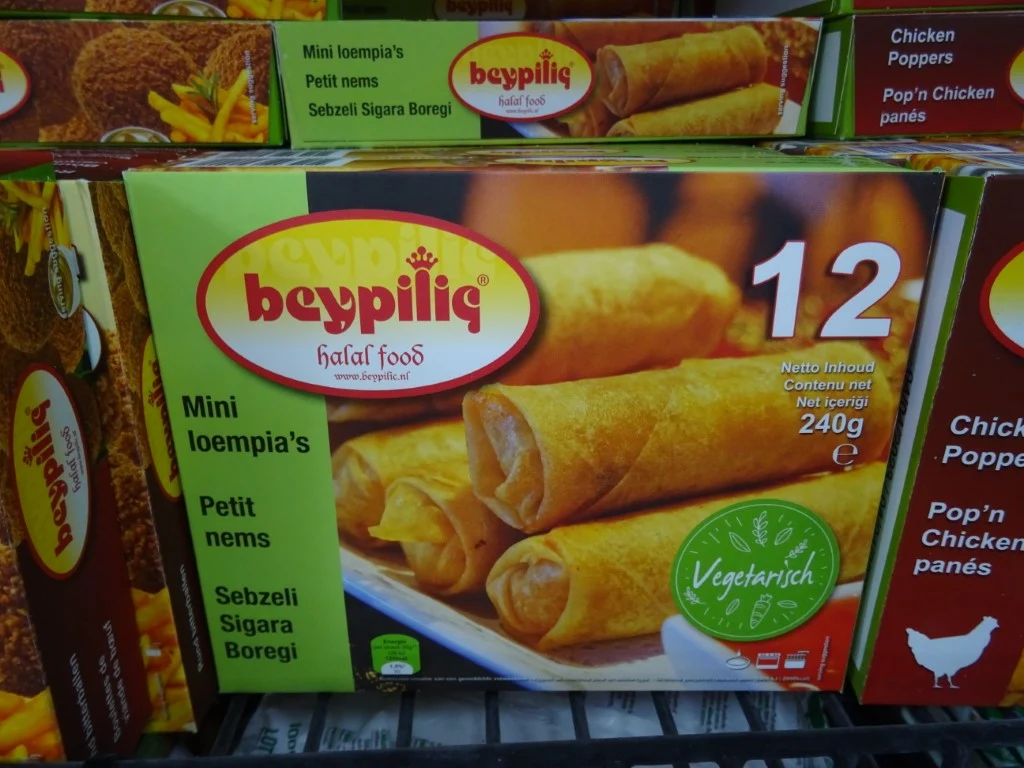 Mini loempia's
Petit nems
Sebzeli Sigara Boregi
beypiliç
halal food
Chicken
Poppers
Pop'n Chicken
panés
beypiliç®
halal food
www.beypilic.nl
12
Netto Inhoud
Contenu net
Net içeriği
240g
e
Mini
loempia's
Petit
nems
Sebzeli
Sigara
Boregi
Vegetarisch
beypiliç
halal food
Chick
Poppe
Pop'n
Chicken
panés